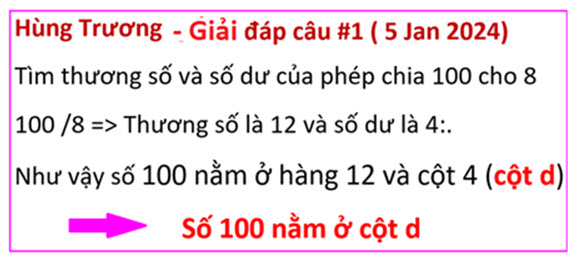 Hùng Trương - Giải đáp câu #1 ( 5 Jan 2024)
Tìm thương số và số dư của phép chia 100 cho 8
100 /8 => Thương số là 12 và số dư là 4:.
Như vậy số 100 nằm ở hàng 12 và cột 4 (cột d)
Số 100 nằm ở cột d